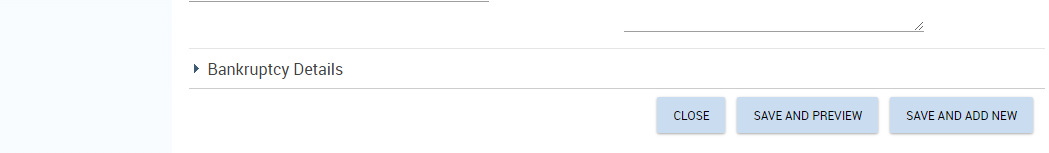 Bankruptcy Details
CLOSE SAVE AND PREVIEW SAVE AND ADD NEW